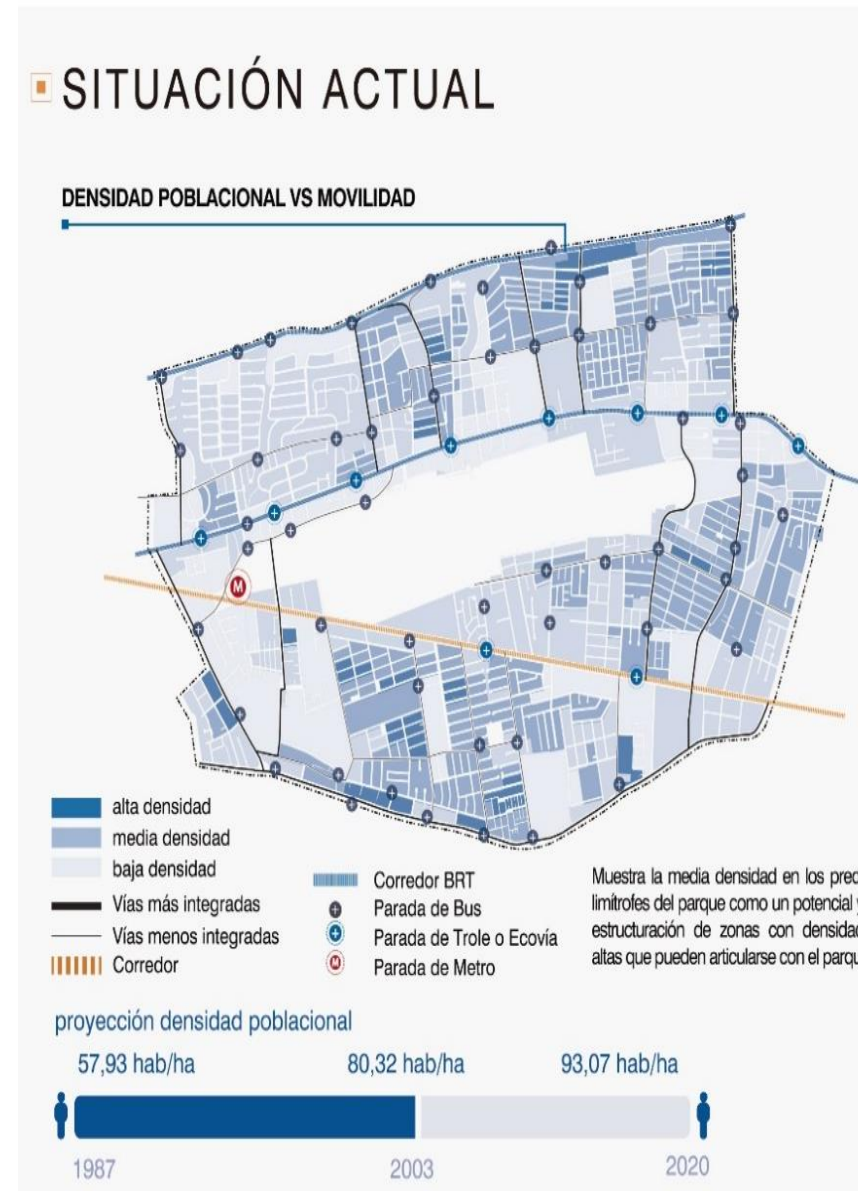 SITUACIÓN ACTUAL
DENSIDAD POBLACIONAL VS MOVILIDAD
M
alta densidad
media densidad
baja densidad
Vías más integradas
Vías menos integradas
Corredor
Corredor BRT
Parada de Bus
Parada de Trole o Ecovía
M Parada de Metro
Muestra la media densidad en los pred
limítrofes del parque como un potencial y
estructuración de zonas con densidad
altas que pueden articularse con el parqu
proyección densidad poblacional
57,93 hab/ha 80,32 hab/ha 93,07 hab/ha
1987 2003 2020